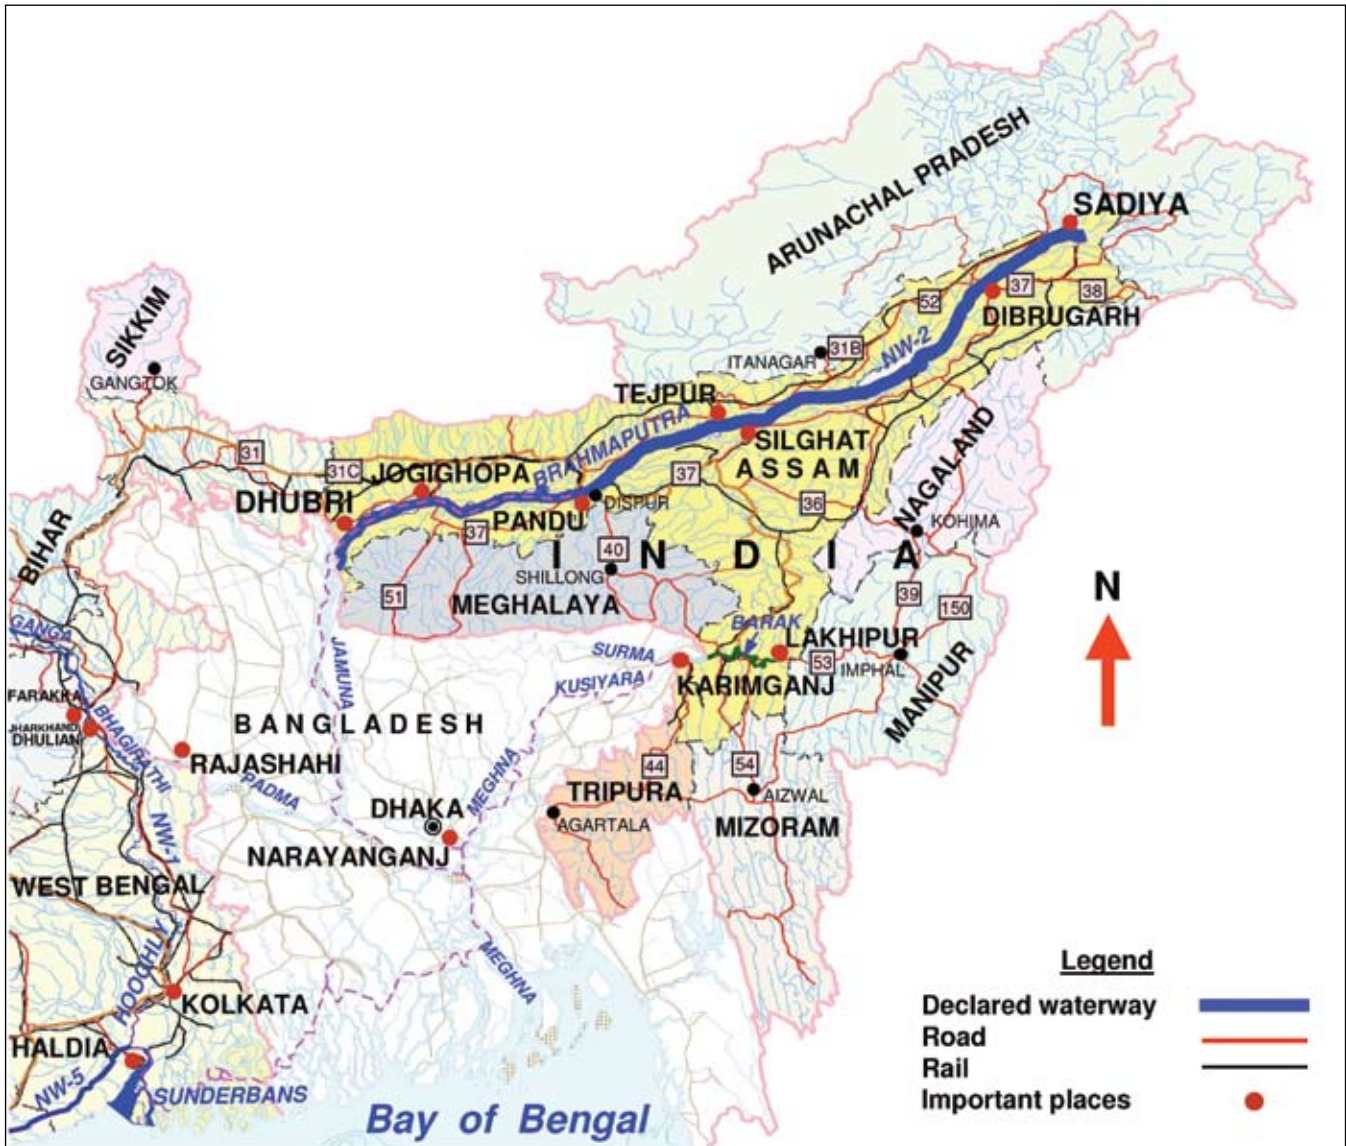 ARUNACHAL PRADESH
SADIYA
37
38
52
DIBRUGARH
NW-2
31B
ITANAGAR
SIKKIM
GANGTOK
TEJPUR
BRAHMAPUTRA
SILGHAT
ASSAM
NAGALAND
31
31C
JOGIGHOPA
DHUBRI
37
PANDU
DISPUR
37
36
KOHIMA
BIHAR
INDIA
40
SHILLONG
51
MEGHALAYA
39
150
N
GANGA
JAMUNA
SURMA
KUSIYARA
BARAK
LAKHIPUR
53
IMPHAL
KARIMGANJ
MANIPUR
FARAKKA
JHARKHAND
DHULIAN
BHAGIRATHI
BANGLADESH
RAJASHAHI
PADMA
MEGHNA
44
54
TRIPURA
AIZWAL
DHAKA
AGARTALA
MIZORAM
NARAYANGANJ
NW-1
WEST BENGAL
HOOGHLY
MEGHNA
KOLKATA
HALDIA
NW-5
SUNDERBANS
Bay of Bengal
Legend
Declared waterway
Road
Rail
Important places